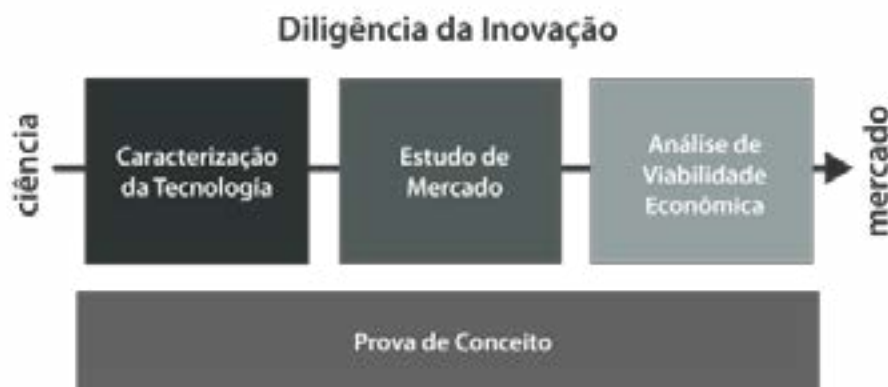 Diligência da Inovação
ciência
Caracterização
da Tecnologia
Estudo de
Mercado
Análise de
Viabilidade
Econômica
mercado
Prova de Conceito